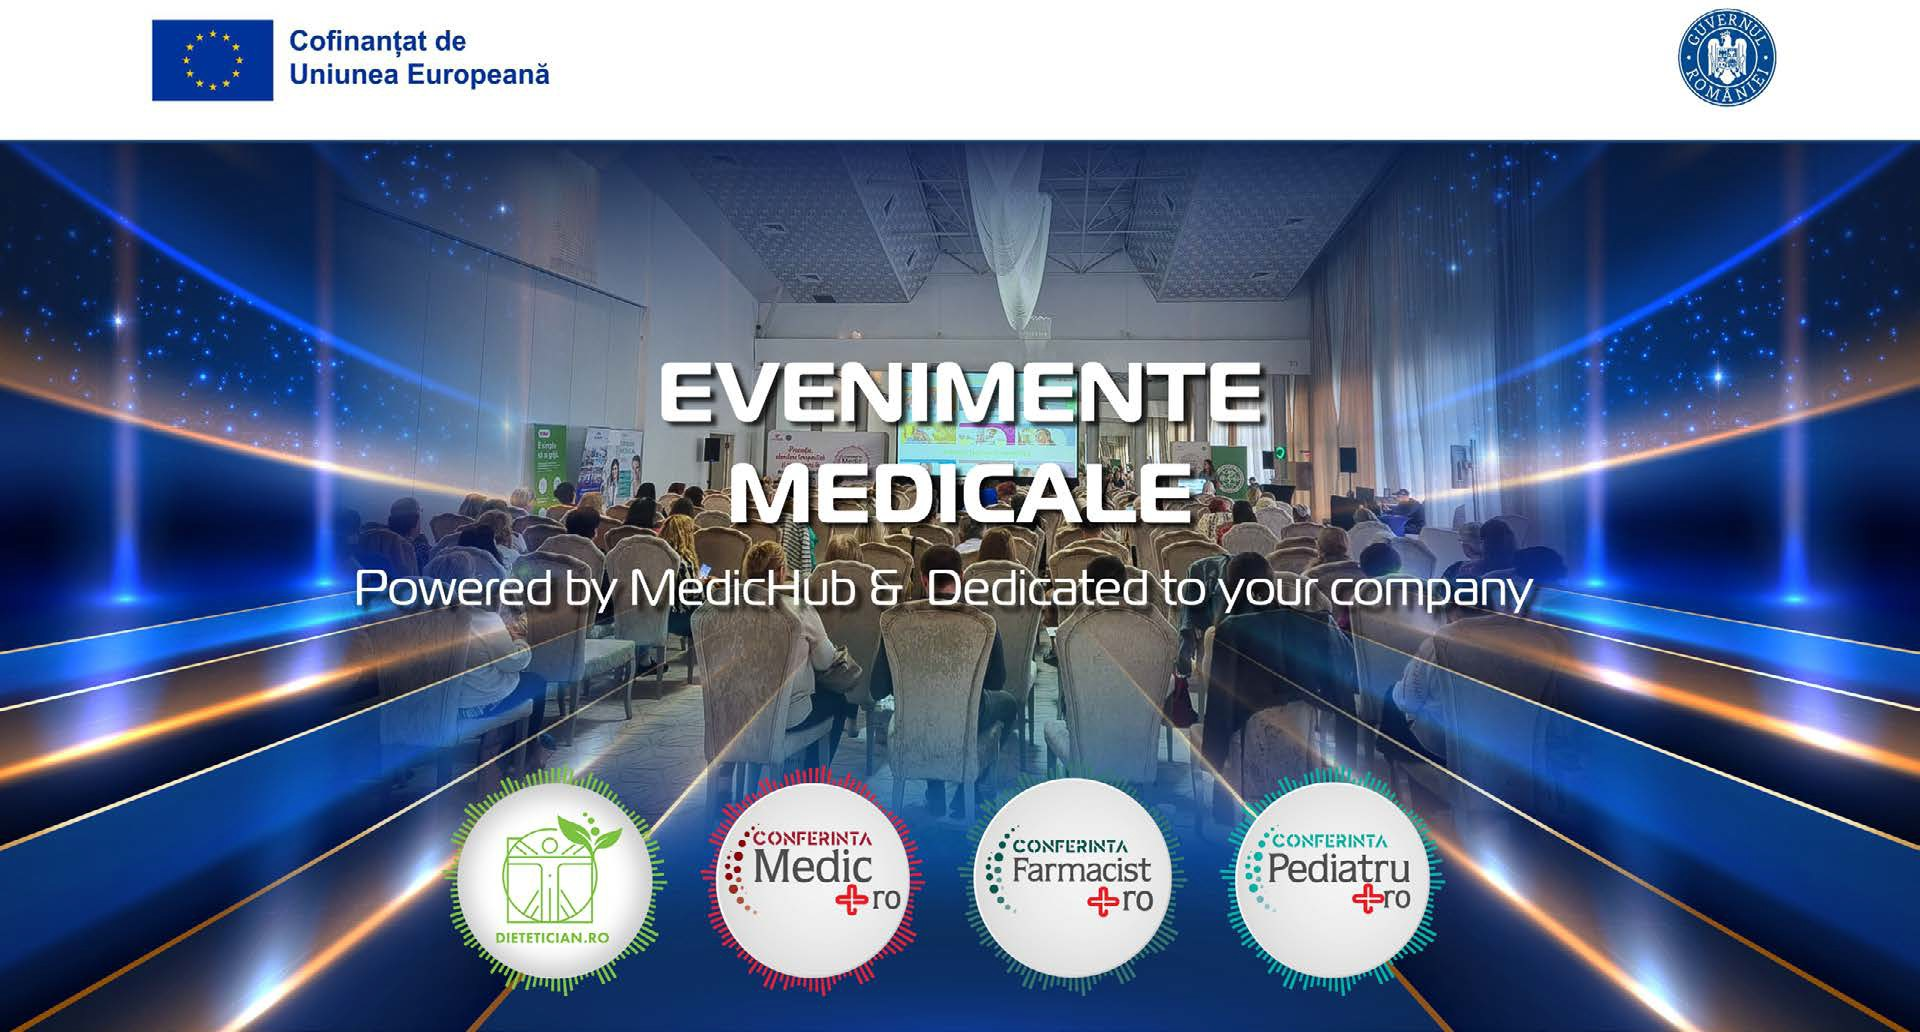 Cofinanțat de
Uniunea Europeană
GUVERNUL ROMÂNIEI
EVENIMENTE
MEDICALE
Powered by MedicHub & Dedicated to your company
DIETETICIAN.RO
CONFERINTA
Medic
ro
CONFERINTA
Farmacist
ro
CONFERINTA
Pediatru
ro